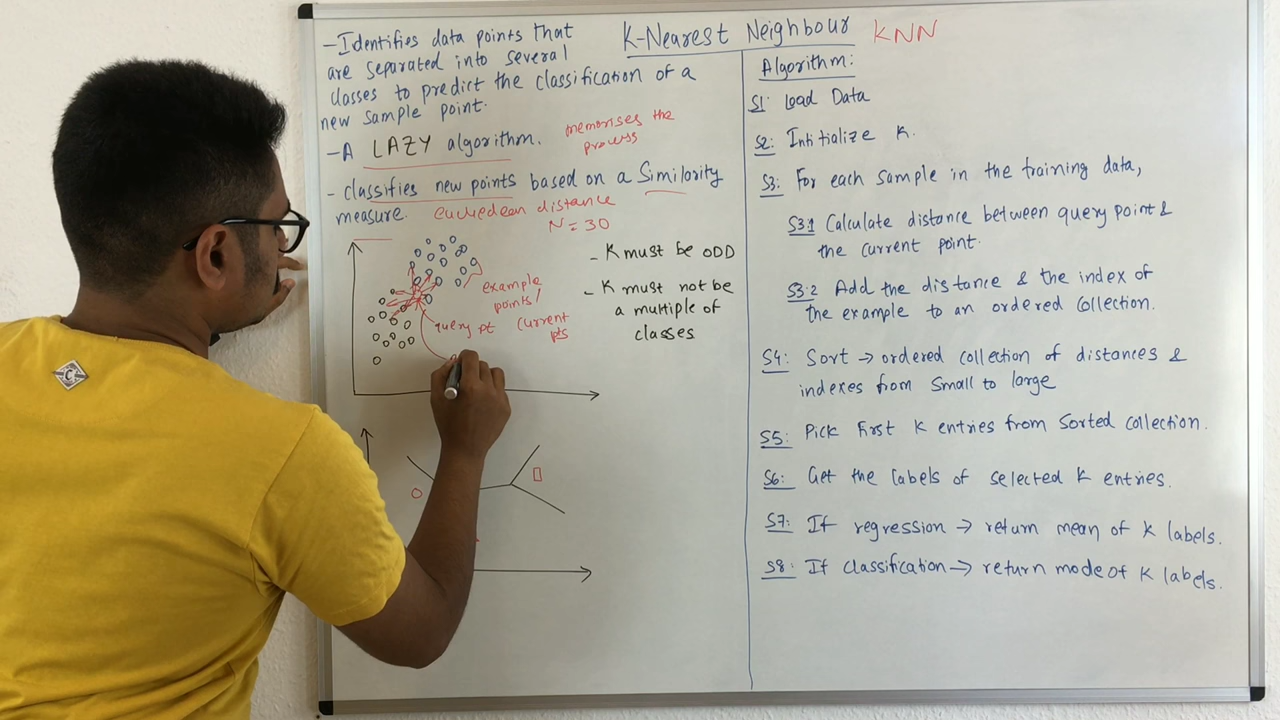 K-Nearest Neighbour KNN
-Identifies data points that
are separated into several
classes to predict the classification of a
new sample point.
-A LAZY algorithm.
memorises the
process
- classifies new points based on a Similarity
measure.
eucledean distance
N = 30
example
points/
query pt current
pts
- K must be ODD
- K must not be
a multiple of
classes
Algorithm:
S1: Load Data
S2: Intitialize K.
S3: For each sample in the training data,
S3.1 Calculate distance between query point &
the current point.
S3.2 Add the distance & the index of
the example to an ordered collection.
S4: Sort → ordered collection of distances &
indexes from small to large
S5: Pick First K entries from Sorted collection.
S6: Get the labels of selected K entries.
S7: If regression → return mean of K labels.
S8: If classification → return mode of K labels.
C